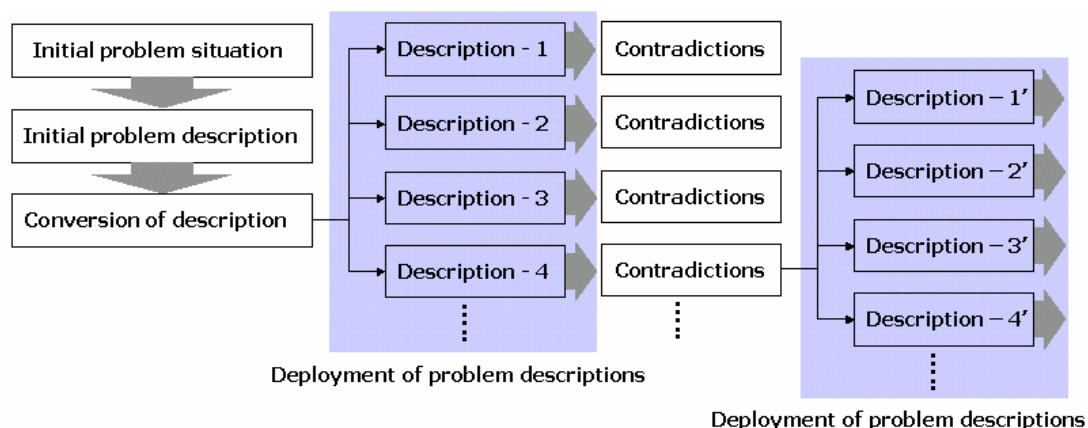 Initial problem situation
Initial problem description
Conversion of description
Description - 1
Description - 2
Description - 3
Description - 4
Deployment of problem descriptions
Contradictions
Contradictions
Contradictions
Contradictions
Description – 1’
Description – 2’
Description – 3’
Description – 4’
Deployment of problem descriptions